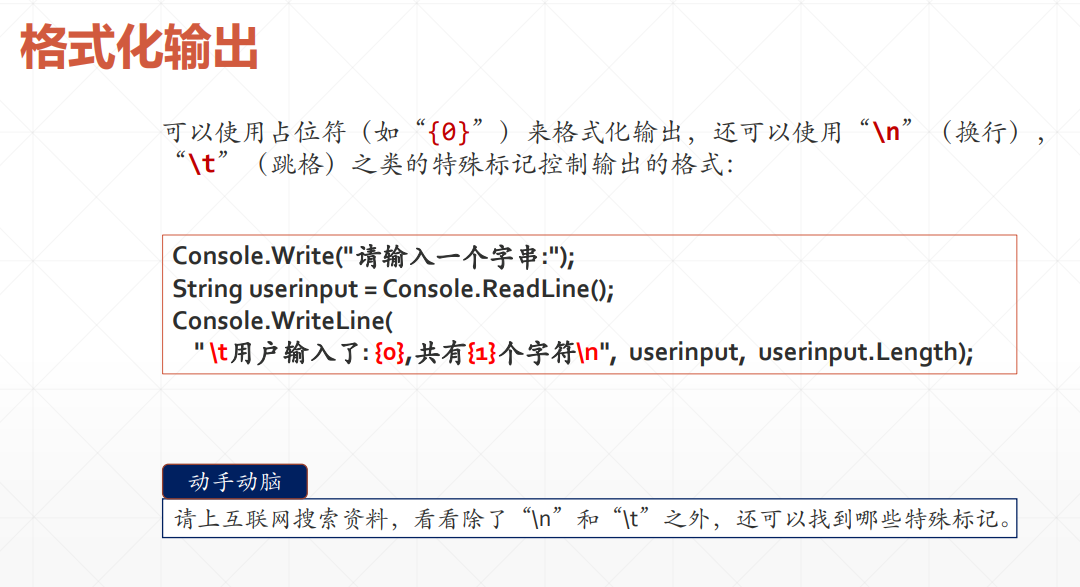 格式化输出
可以使用占位符（如“{0}”）来格式化输出，还可以使用“\n”（换行），
“\t”（跳格）之类的特殊标记控制输出的格式：
Console.Write("请输入一个字串:");
String userinput = Console.ReadLine();
Console.WriteLine(
"\t用户输入了: {0},共有{1}个字符\n", userinput, userinput.Length);
动手动脑
请上互联网搜索资料，看看除了“\n”和“\t”之外，还可以找到哪些特殊标记。